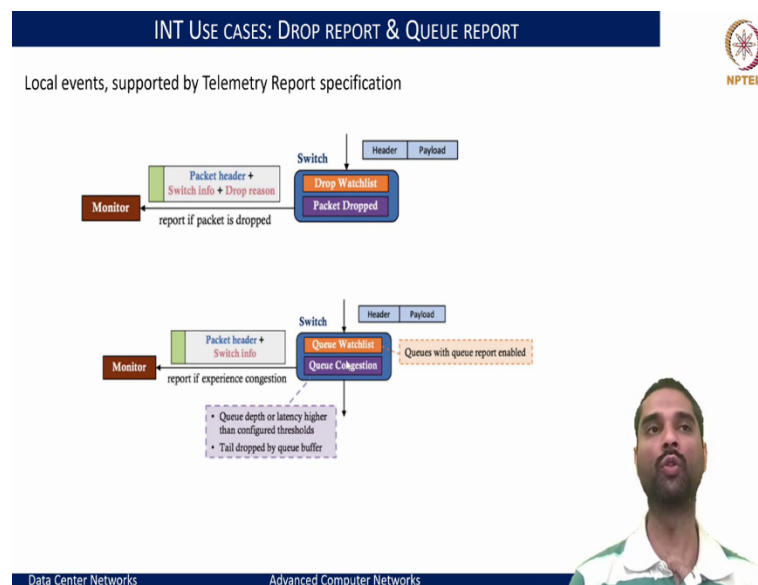 INT USE CASES: DROP REPORT & QUEUE REPORT
NPTEL
Local events, supported by Telemetry Report specification
Header Payload
Switch
Packet header +
Switch info + Drop reason
Drop Watchlist
Packet Dropped
Monitor
report if packet is dropped
Header Payload
Switch
Packet header +
Switch info
Queue Watchlist
Queue Congestion
Queues with queue report enabled
Monitor
report if experience congestion
• Queue depth or latency higher
than configured thresholds
• Tail dropped by queue buffer
Data Center Networks
Advanced Computer Networks